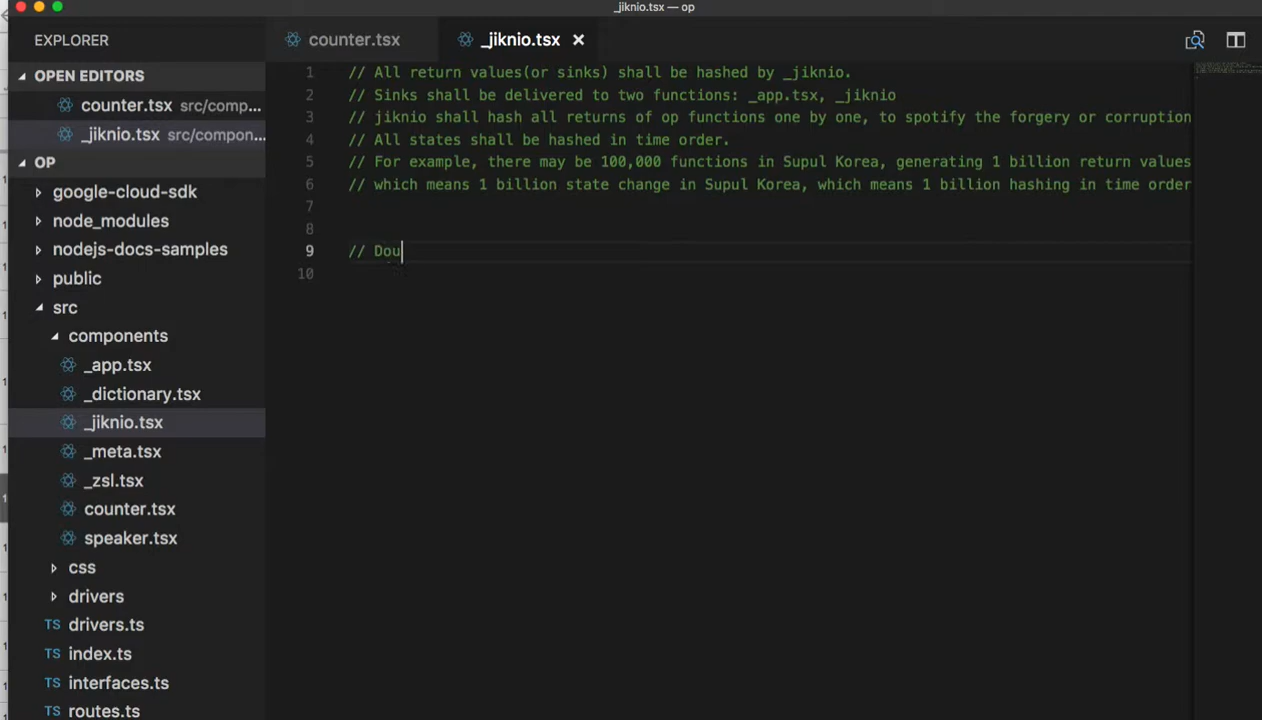 _jiknio.tsx — op
EXPLORER
OPEN EDITORS
counter.tsx src/comp...
_jiknio.tsx src/compon...
OP
google-cloud-sdk
node_modules
nodejs-docs-samples
public
src
components
_app.tsx
_dictionary.tsx
_jiknio.tsx
_meta.tsx
_zsl.tsx
counter.tsx
speaker.tsx
css
drivers
TS drivers.ts
TS index.ts
TS interfaces.ts
TS routes.ts
counter.tsx
_jiknio.tsx
1 // All return values(or sinks) shall be hashed by _jiknio.
2 // Sinks shall be delivered to two functions: _app.tsx, _jiknio
3 // jiknio shall hash all returns of op functions one by one, to spotify the forgery or corruption
4 // All states shall be hashed in time order.
5 // For example, there may be 100,000 functions in Supul Korea, generating 1 billion return values
6 // which means 1 billion state change in Supul Korea, which means 1 billion hashing in time order
7
8
9 // Dou
10